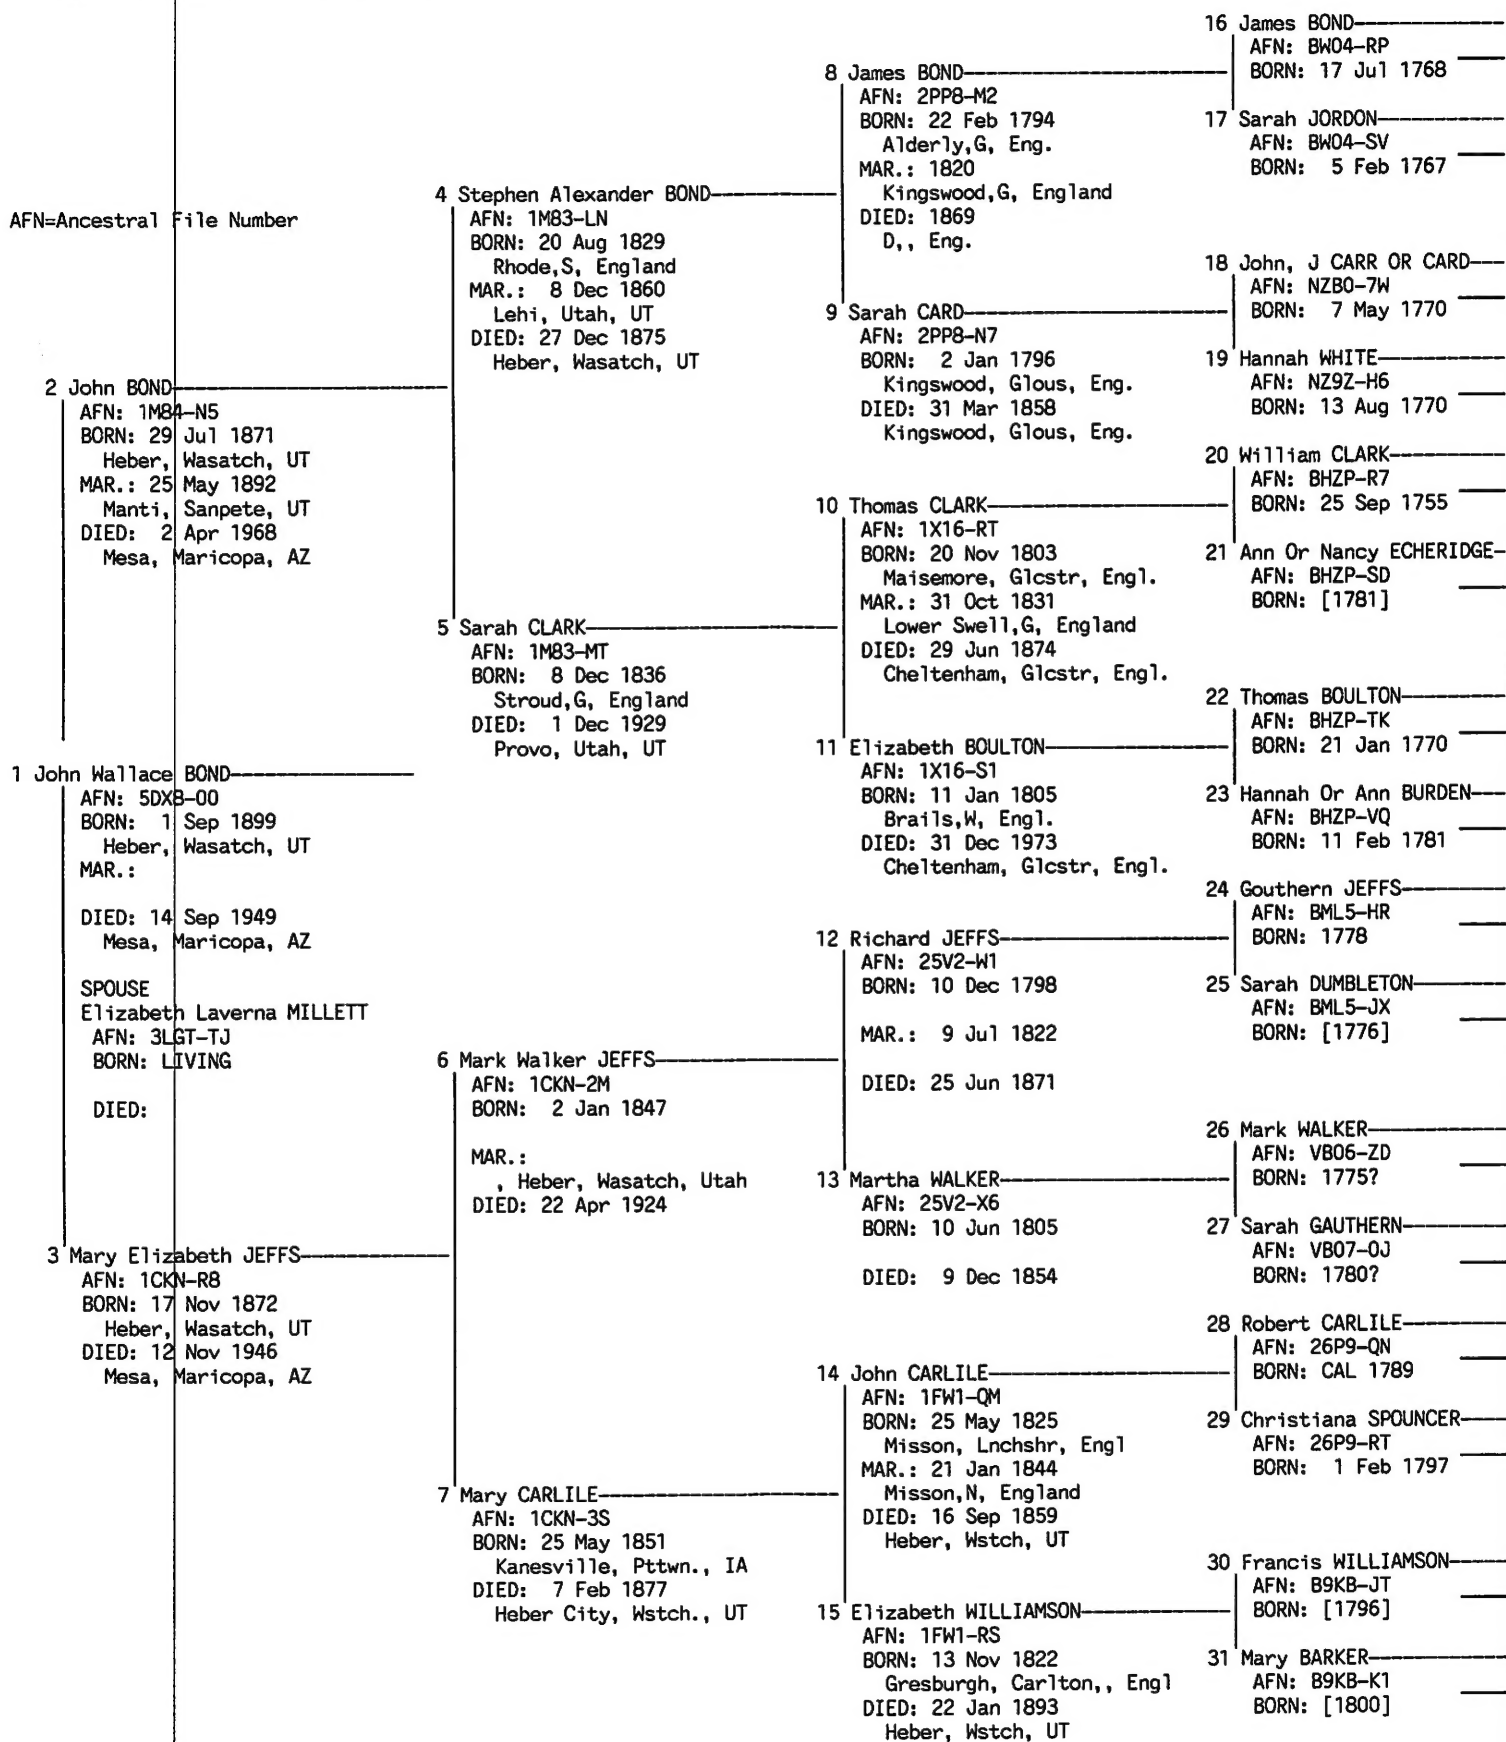 AFN=Ancestral File Number
1 John Wallace BOND
AFN: 5DX8-00
BORN: 1 Sep 1899
Heber, Wasatch, UT
MAR.:
DIED: 14 Sep 1949
Mesa, Maricopa, AZ
SPOUSE
Elizabeth Laverna MILLETT
AFN: 3LGT-TJ
BORN: LIVING
DIED:
2 John BOND
AFN: 1M84-N5
BORN: 29 Jul 1871
Heber, Wasatch, UT
MAR.: 25 May 1892
Manti, Sanpete, UT
DIED: 2 Apr 1968
Mesa, Maricopa, AZ
3 Mary Elizabeth JEFFS
AFN: 1CKN-R8
BORN: 17 Nov 1872
Heber, Wasatch, UT
DIED: 12 Nov 1946
Mesa, Maricopa, AZ
4 Stephen Alexander BOND
AFN: 1M83-LN
BORN: 20 Aug 1829
Rhode,S, England
MAR.: 8 Dec 1860
Lehi, Utah, UT
DIED: 27 Dec 1875
Heber, Wasatch, UT
5 Sarah CLARK
AFN: 1M83-MT
BORN: 8 Dec 1836
Stroud,G, England
DIED: 1 Dec 1929
Provo, Utah, UT
6 Mark Walker JEFFS
AFN: 1CKN-2M
BORN: 2 Jan 1847
MAR.:
, Heber, Wasatch, Utah
DIED: 22 Apr 1924
7 Mary CARLILE
AFN: 1CKN-3S
BORN: 25 May 1851
Kanesville, Pttwn., IA
DIED: 7 Feb 1877
Heber City, Wstch., UT
8 James BOND
AFN: 2PP8-M2
BORN: 22 Feb 1794
Alderly,G, Eng.
MAR.: 1820
Kingswood,G, England
DIED: 1869
D,, Eng.
9 Sarah CARD
AFN: 2PP8-N7
BORN: 2 Jan 1796
Kingswood, Glous, Eng.
DIED: 31 Mar 1858
Kingswood, Glous, Eng.
10 Thomas CLARK
AFN: 1X16-RT
BORN: 20 Nov 1803
Maisemore, Glcstr, Engl.
MAR.: 31 Oct 1831
Lower Swell,G, England
DIED: 29 Jun 1874
Cheltenham, Glcstr, Engl.
11 Elizabeth BOULTON
AFN: 1X16-S1
BORN: 11 Jan 1805
Brails,W, Engl.
DIED: 31 Dec 1973
Cheltenham, Glcstr, Engl.
12 Richard JEFFS
AFN: 25V2-W1
BORN: 10 Dec 1798
MAR.: 9 Jul 1822
DIED: 25 Jun 1871
13 Martha WALKER
AFN: 25V2-X6
BORN: 10 Jun 1805
DIED: 9 Dec 1854
14 John CARLILE
AFN: 1FW1-QM
BORN: 25 May 1825
Misson, Lnchshr, Engl
MAR.: 21 Jan 1844
Misson,N, England
DIED: 16 Sep 1859
Heber, Wstch, UT
15 Elizabeth WILLIAMSON
AFN: 1FW1-RS
BORN: 13 Nov 1822
Gresburgh, Carlton,, Engl
DIED: 22 Jan 1893
Heber, Wstch, UT
16 James BOND
AFN: BW04-RP
BORN: 17 Jul 1768
17 Sarah JORDON
AFN: BW04-SV
BORN: 5 Feb 1767
18 John, J CARR OR CARD
AFN: NZB0-7W
BORN: 7 May 1770
19 Hannah WHITE
AFN: NZ9Z-H6
BORN: 13 Aug 1770
20 William CLARK
AFN: BHZP-R7
BORN: 25 Sep 1755
21 Ann Or Nancy ECHERIDGE
AFN: BHZP-SD
BORN: [1781]
22 Thomas BOULTON
AFN: BHZP-TK
BORN: 21 Jan 1770
23 Hannah Or Ann BURDEN
AFN: BHZP-VQ
BORN: 11 Feb 1781
24 Gouthern JEFFS
AFN: BML5-HR
BORN: 1778
25 Sarah DUMBLETON
AFN: BML5-JX
BORN: [1776]
26 Mark WALKER
AFN: VB06-ZD
BORN: 1775?
27 Sarah GAUTHERN
AFN: VB07-0J
BORN: 1780?
28 Robert CARLILE
AFN: 26P9-QN
BORN: CAL 1789
29 Christiana SPOUNCER
AFN: 26P9-RT
BORN: 1 Feb 1797
30 Francis WILLIAMSON
AFN: B9KB-JT
BORN: [1796]
31 Mary BARKER
AFN: B9KB-K1
BORN: [1800]